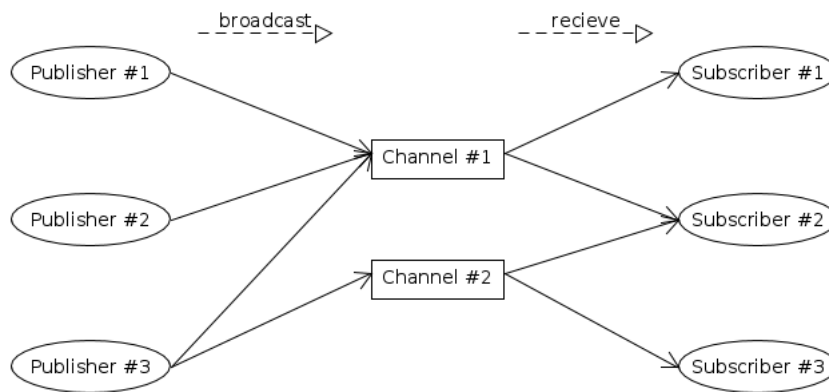 broadcast
recieve
Publisher #1
Subscriber #1
Channel #1
Publisher #2
Subscriber #2
Channel #2
Publisher #3
Subscriber #3